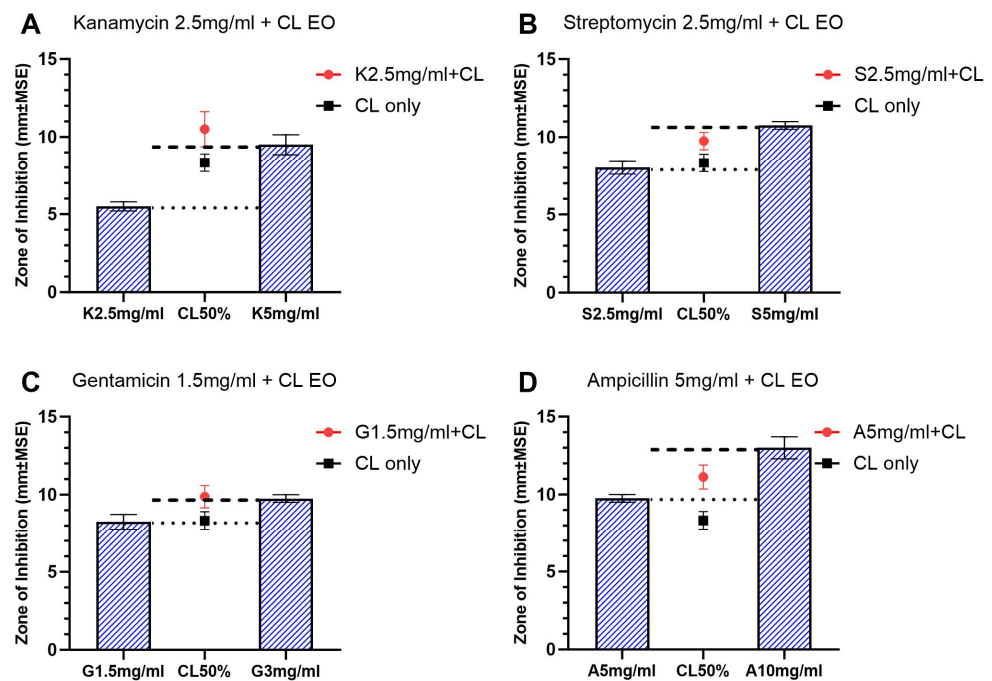 A
Kanamycin 2.5mg/ml + CL EO
Zone of Inhibition (mm±MSE)
15
10
5
0
K2.5mg/ml+CL
CL only
K2.5mg/ml CL50% K5mg/ml
B
Streptomycin 2.5mg/ml + CL EO
Zone of Inhibition (mm±MSE)
15
10
5
0
S2.5mg/ml+CL
CL only
S2.5mg/ml CL50% S5mg/ml
C
Gentamicin 1.5mg/ml + CL EO
Zone of Inhibition (mm±MSE)
15
10
5
0
G1.5mg/ml+CL
CL only
G1.5mg/ml CL50% G3mg/ml
D
Ampicillin 5mg/ml + CL EO
Zone of Inhibition (mm±MSE)
15
10
5
0
A5mg/ml+CL
CL only
A5mg/ml CL50% A10mg/ml